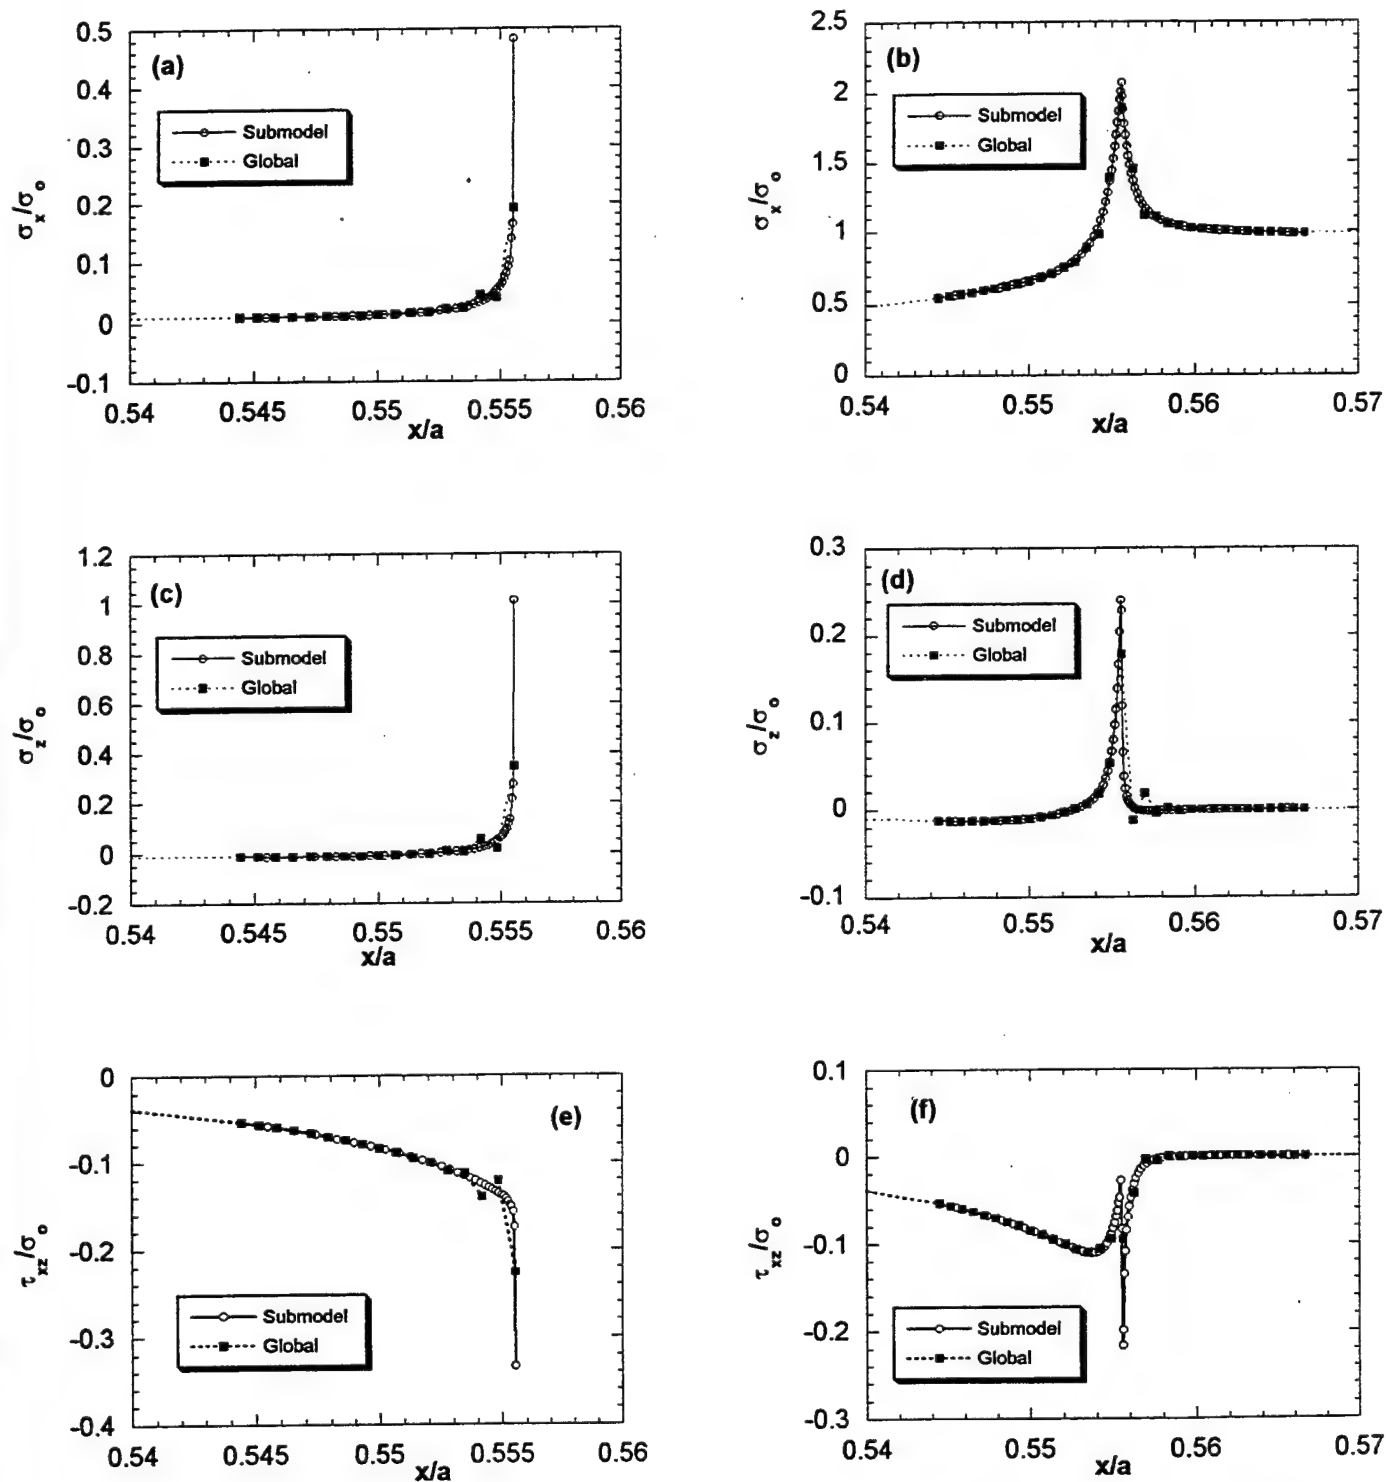 (a)
0.5
0.4
0.3
0.2
0.1
0
-0.1
σx/σo
Submodel
Global
0.54
0.545
0.55
0.555
0.56
x/a
(b)
2.5
2
1.5
1
0.5
0
σx/σo
Submodel
Global
0.54
0.55
0.56
0.57
x/a
(c)
1.2
1
0.8
0.6
0.4
0.2
0
-0.2
σz/σo
Submodel
Global
0.54
0.545
0.55
0.555
0.56
x/a
(d)
0.3
0.2
0.1
0
-0.1
σz/σo
Submodel
Global
0.54
0.55
0.56
0.57
x/a
(e)
0
-0.1
-0.2
-0.3
-0.4
τxz/σo
Submodel
Global
0.54
0.545
0.55
0.555
0.56
x/a
(f)
0.1
0
-0.1
-0.2
-0.3
τxz/σo
Submodel
Global
0.54
0.55
0.56
0.57
x/a